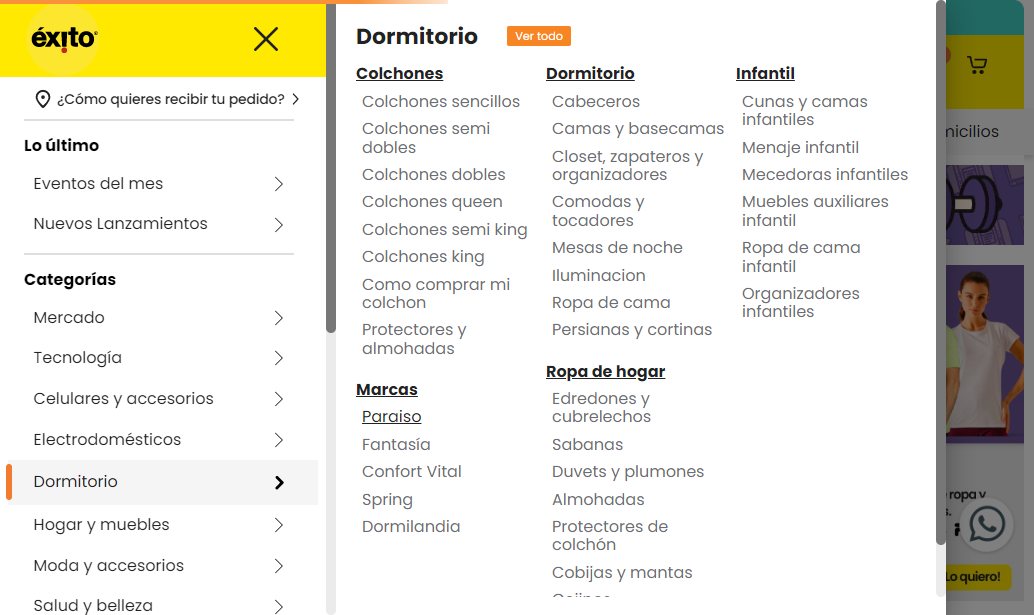 éxito
¿Cómo quieres recibir tu pedido?
Lo último
Eventos del mes
Nuevos Lanzamientos
Categorías
Mercado
Tecnología
Celulares y accesorios
Electrodomésticos
Dormitorio
Hogar y muebles
Moda y accesorios
Salud y belleza
Dormitorio
Ver todo
Colchones
Colchones sencillos
Colchones semi
dobles
Colchones dobles
Colchones queen
Colchones semi king
Colchones king
Como comprar mi
colchon
Protectores y
almohadas
Marcas
Paraiso
Fantasía
Confort Vital
Spring
Dormilandia
Dormitorio
Cabeceros
Camas y basecamas
Closet, zapateros y
organizadores
Comodas y
tocadores
Mesas de noche
Iluminacion
Ropa de cama
Persianas y cortinas
Ropa de hogar
Edredones y
cubrelechos
Sabanas
Duvets y plumones
Almohadas
Protectores de
colchón
Cobijas y mantas
Infantil
Cunas y camas
infantiles
Menaje infantil
Mecedoras infantiles
Muebles auxiliares
infantil
Ropa de cama
infantil
Organizadores
infantiles
ropa y
Lo quiero!